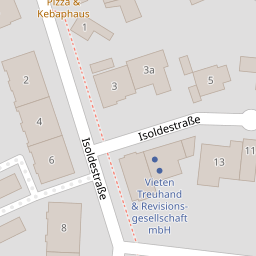 Pizza &
Kebaphaus
1
2
3
3a
5
4
Isoldestraße
6
Isoldestraße
11
13
Vieten
Treuhand
& Revisions-
gesellschaft
mbH
8